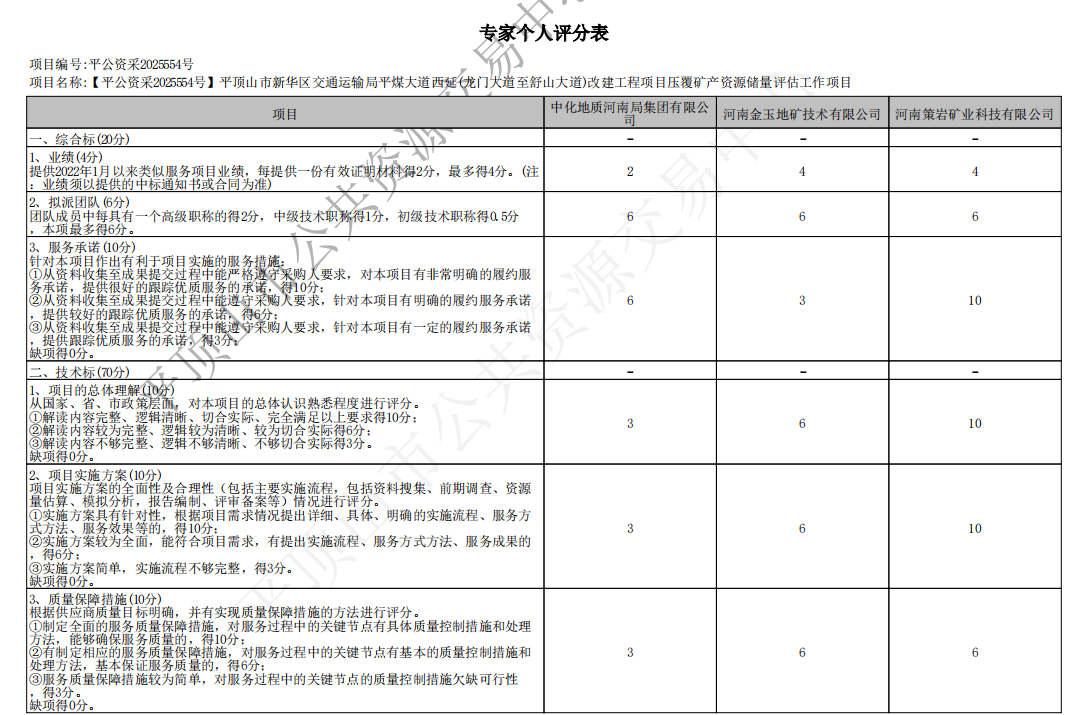 专家个人评分表
项目编号:平公资采2025554号
项目名称:【平公资采2025554号】平顶山市新华区交通运输局平煤大道西延(龙门大道至舒山大道)改建工程项目压覆矿产资源储量评估工作项目
项目
中化地质河南局集团有限公
司
河南金玉地矿技术有限公司
河南策岩矿业科技有限公司
一、综合标(20分)
-
-
-
1、业绩(4分)
提供2022年1月以来类似服务项目业绩，每提供一份有效证明材料得2分，最多得4分。(注
：业绩须以提供的中标通知书或合同为准)
2
4
4
2、拟派团队(6分)
团队成员中每具有一个高级职称的得2分，中级技术职称得1分，初级技术职称得0.5分
，本项最多得6分。
6
6
6
3、服务承诺(10分)
针对本项目作出有利于项目实施的服务措施：
①从资料收集至成果提交过程中能严格遵守采购人要求，对本项目有非常明确的履约服
务承诺，提供很好的跟踪优质服务的承诺，得10分；
②从资料收集至成果提交过程中能遵守采购人要求，针对本项目有明确的履约服务承诺
，提供较好的跟踪优质服务的承诺，得6分；
③从资料收集至成果提交过程中能遵守采购人要求，针对本项目有一定的履约服务承诺
，提供跟踪优质服务的承诺，得3分；
缺项得0分。
6
3
10
二、技术标(70分)
-
-
-
1、项目的总体理解(10分)
从国家、省、市政策层面，对本项目的总体认识熟悉程度进行评分。
①解读内容完整、逻辑清晰、切合实际、完全满足以上要求得10分；
②解读内容较为完整、逻辑较为清晰、较为切合实际得6分；
③解读内容不够完整、逻辑不够清晰、不够切合实际得3分。
缺项得0分。
3
6
10
2、项目实施方案(10分)
项目实施方案的全面性及合理性（包括主要实施流程，包括资料搜集、前期调查、资源
量估算、模拟分析，报告编制、评审备案等）情况进行评分。
①实施方案具有针对性，根据项目需求情况提出详细、具体、明确的实施流程、服务方
式方法、服务效果等的，得10分；
②实施方案较为全面，能符合项目需求，有提出实施流程、服务方式方法、服务成果的
，得6分；
③实施方案简单，实施流程不够完整，得3分。
缺项得0分。
3
6
10
3、质量保障措施(10分)
根据供应商质量目标明确，并有实现质量保障措施的方法进行评分。
①制定全面的服务质量保障措施，对服务过程中的关键节点有具体质量控制措施和处理
方法，能够确保服务质量的，得10分；
②有制定相应的服务质量保障措施，对服务过程中的关键节点有基本的质量控制措施和
处理方法，基本保证服务质量的，得6分；
③服务质量保障措施较为简单，对服务过程中的关键节点的质量控制措施欠缺可行性
，得3分。
缺项得0分。
3
6
6
平顶山市公共资源交易中
平顶山市公共资源交易中